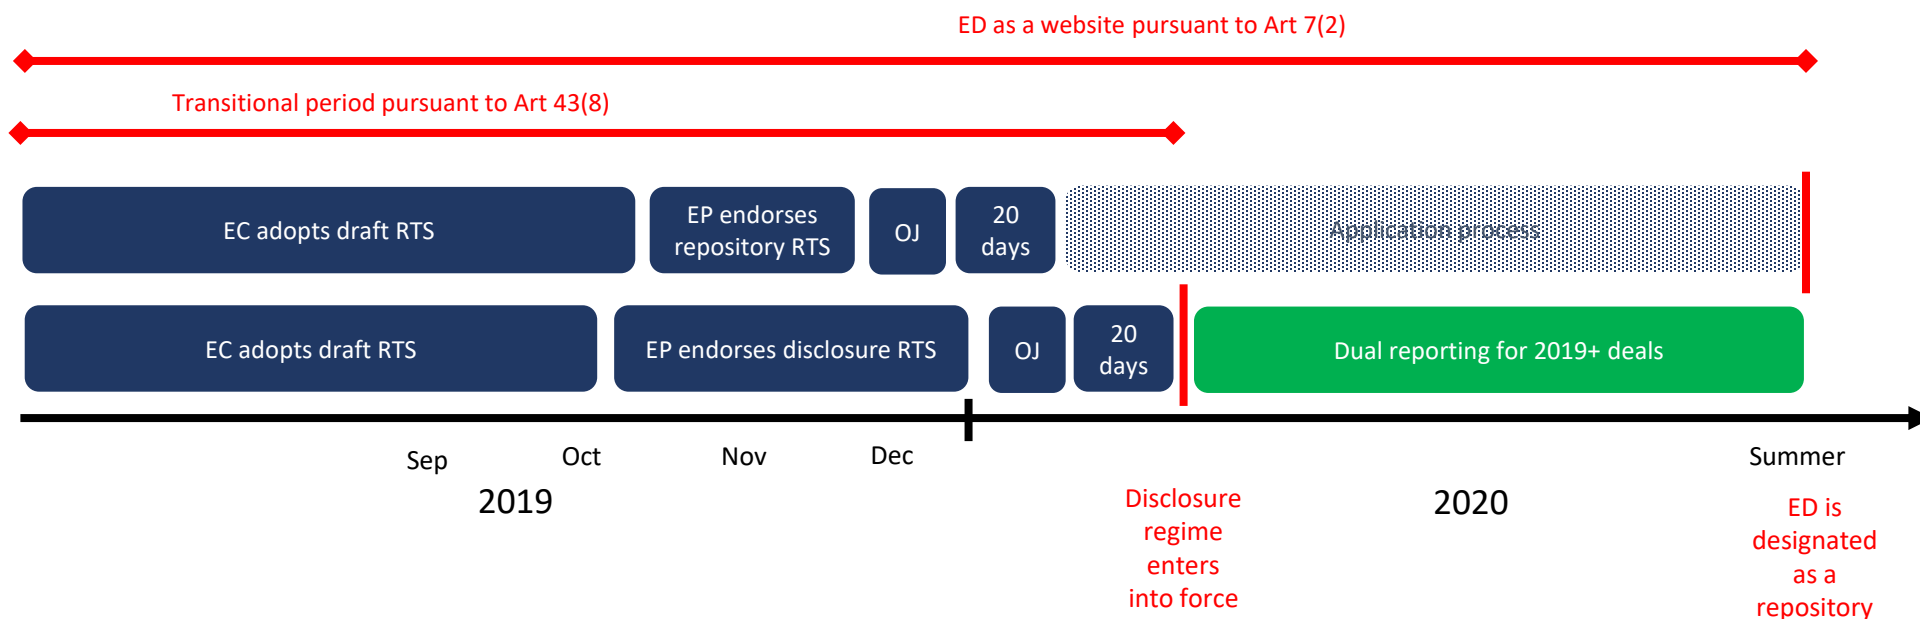 ED as a website pursuant to Art 7(2)
Transitional period pursuant to Art 43(8)
EC adopts draft RTS
EP endorses
repository RTS
OJ
20
days
Application process
EC adopts draft RTS
EP endorses disclosure RTS
OJ
20
days
Dual reporting for 2019+ deals
Sep
Oct
Nov
Dec
Summer
2019
2020
Disclosure
regime
enters
into force
ED is
designated
as a
repository